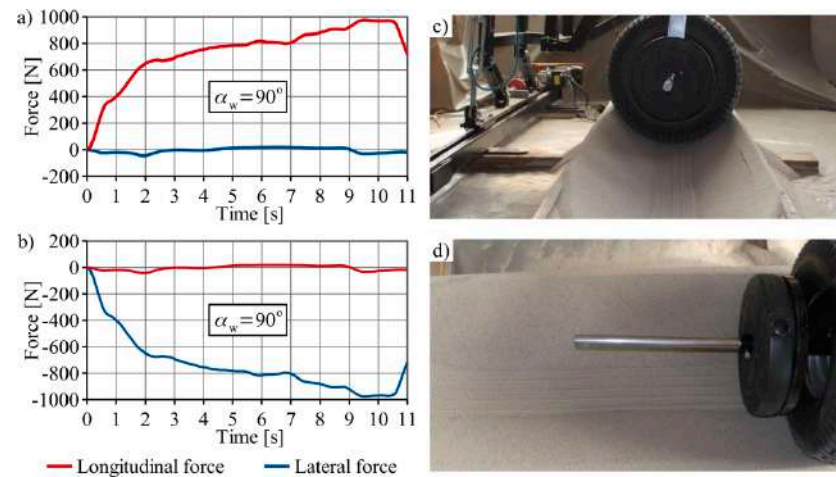 a)
1000
800
600
400
200
0
-200
Force [N]
αw=90°
0 1 2 3 4 5 6 7 8 9 10 11
Time [s]
b)
200
0
-200
-400
-600
-800
-1000
Force [N]
αw=90°
0 1 2 3 4 5 6 7 8 9 10 11
Time [s]
Longitudinal force
Lateral force
c)
d)